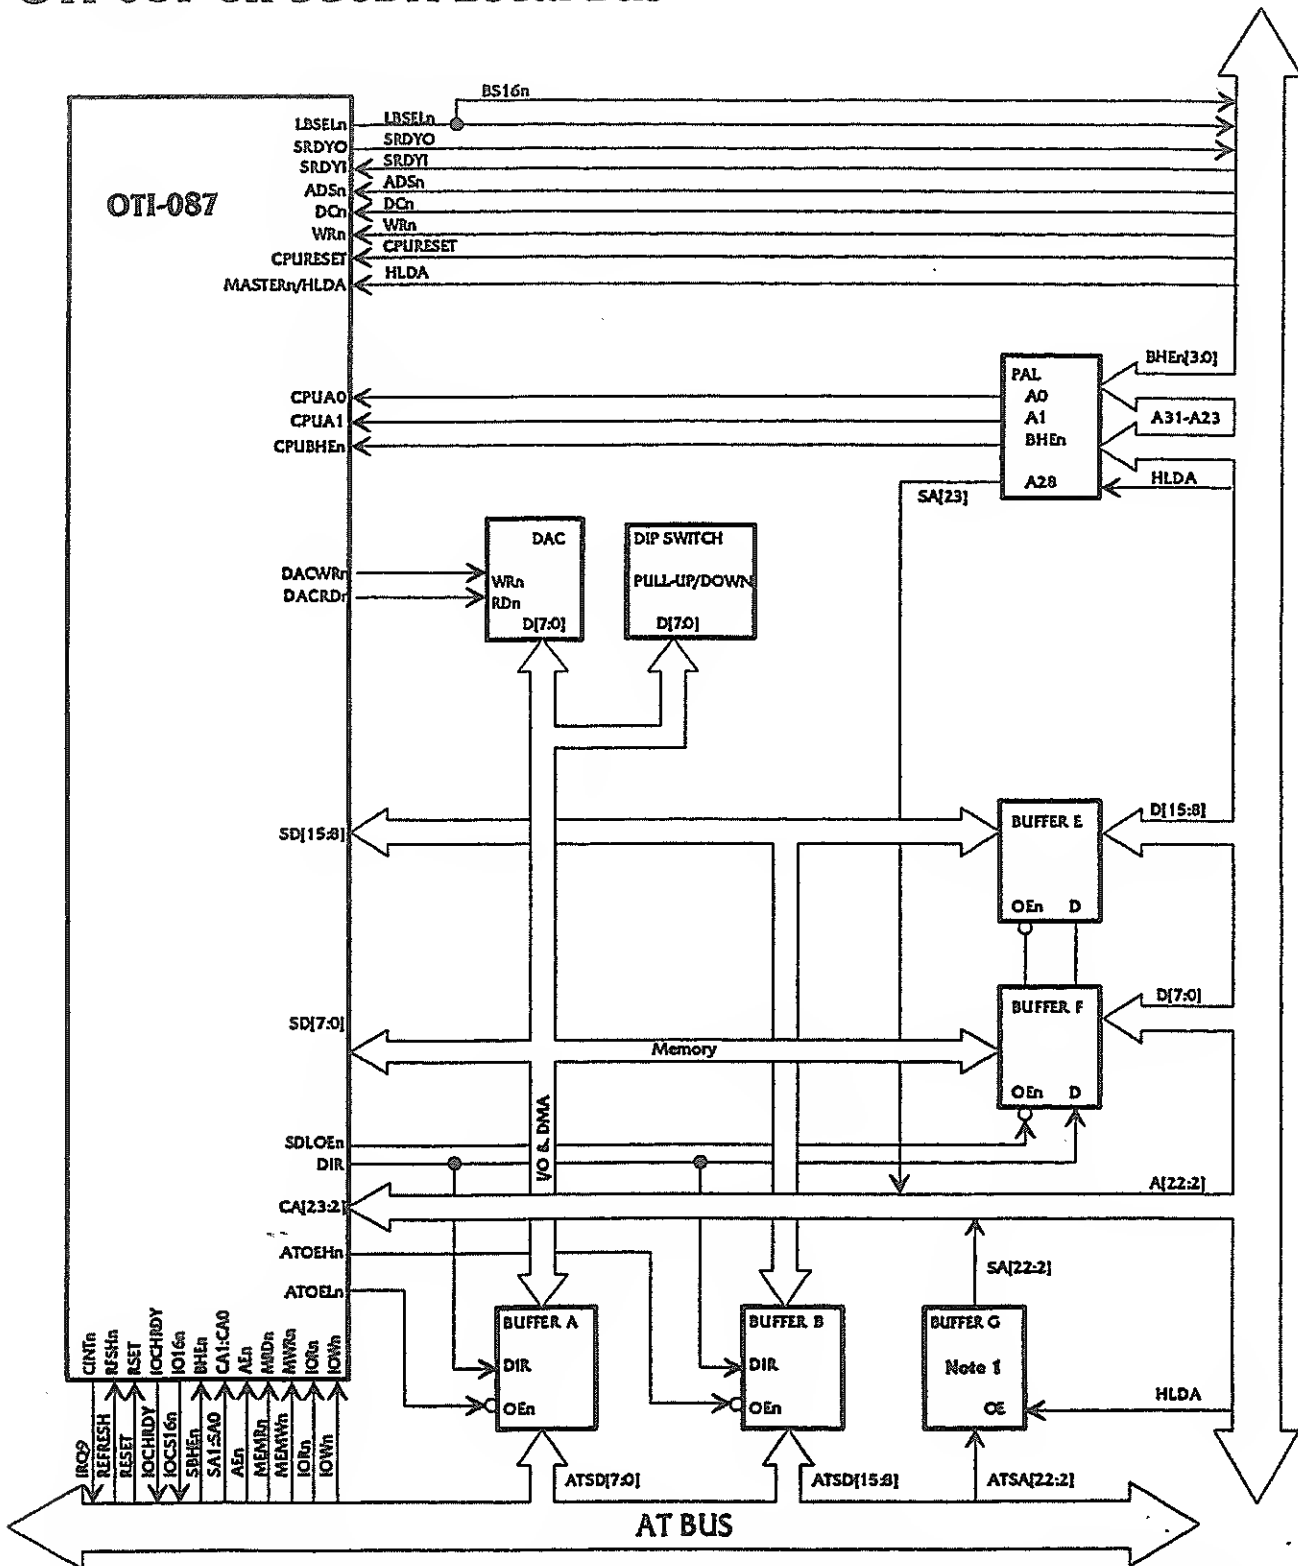 OTI-087
LBSELn
SRDYO
SRDYI
ADSn
DCn
WRn
CPURESET
MASTERn/HLDA
BS16n
LBSELn
SRDYO
SRDYI
ADSn
DCn
WRn
CPURESET
HLDA
CPUA0
CPUA1
CPUBHEn
PAL
A0
A1
BHEn
A28
BHEn[3:0]
A31-A23
HLDA
SA[23]
DACWRn
DACRDn
DAC
WRn
RDn
D[7:0]
DIP SWITCH
PULL-UP/DOWN
D[7:0]
SD[15:8]
BUFFER E
OEn D
D[15:8]
SD[7:0]
Memory
BUFFER F
OEn D
D[7:0]
I/O & DMA
SDLOEn
DIR
CA[23:2]
A[22:2]
ATOEHn
ATOELn
SA[22:2]
BUFFER A
DIR
OEn
BUFFER B
DIR
OEn
BUFFER G
Note 1
OE
HLDA
CINTn
RFSHn
RSET
IOCHRDY
IO16n
BHEn
CA1:CA0
AEn
MRDn
MWRn
IORn
IOWn
IRQ9
REFRESH
RESET
IOCHRDY
IOCS16n
SBHEn
SA1:SA0
AEn
MEMRn
MEMWn
IORn
IOWn
ATSD[7:0]
ATSD[15:8]
ATSA[22:2]
AT BUS